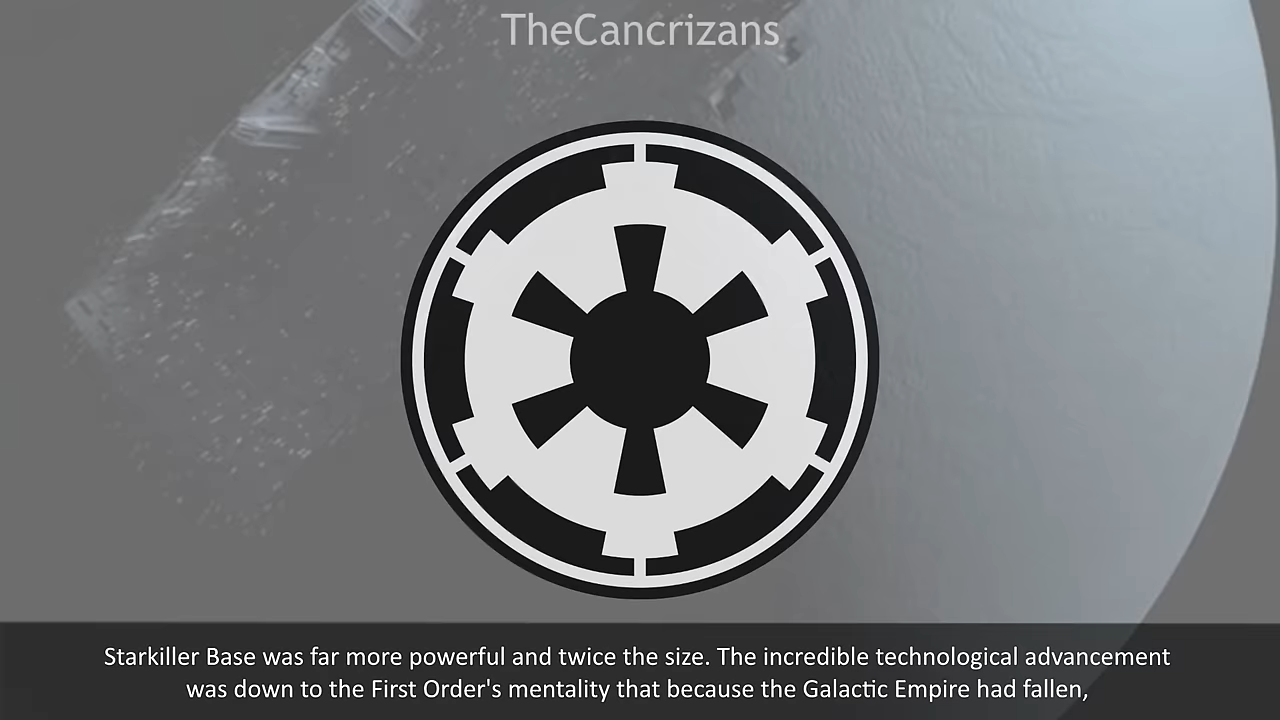 TheCancrizans
Starkiller Base was far more powerful and twice the size. The incredible technological advancement
was down to the First Order's mentality that because the Galactic Empire had fallen,